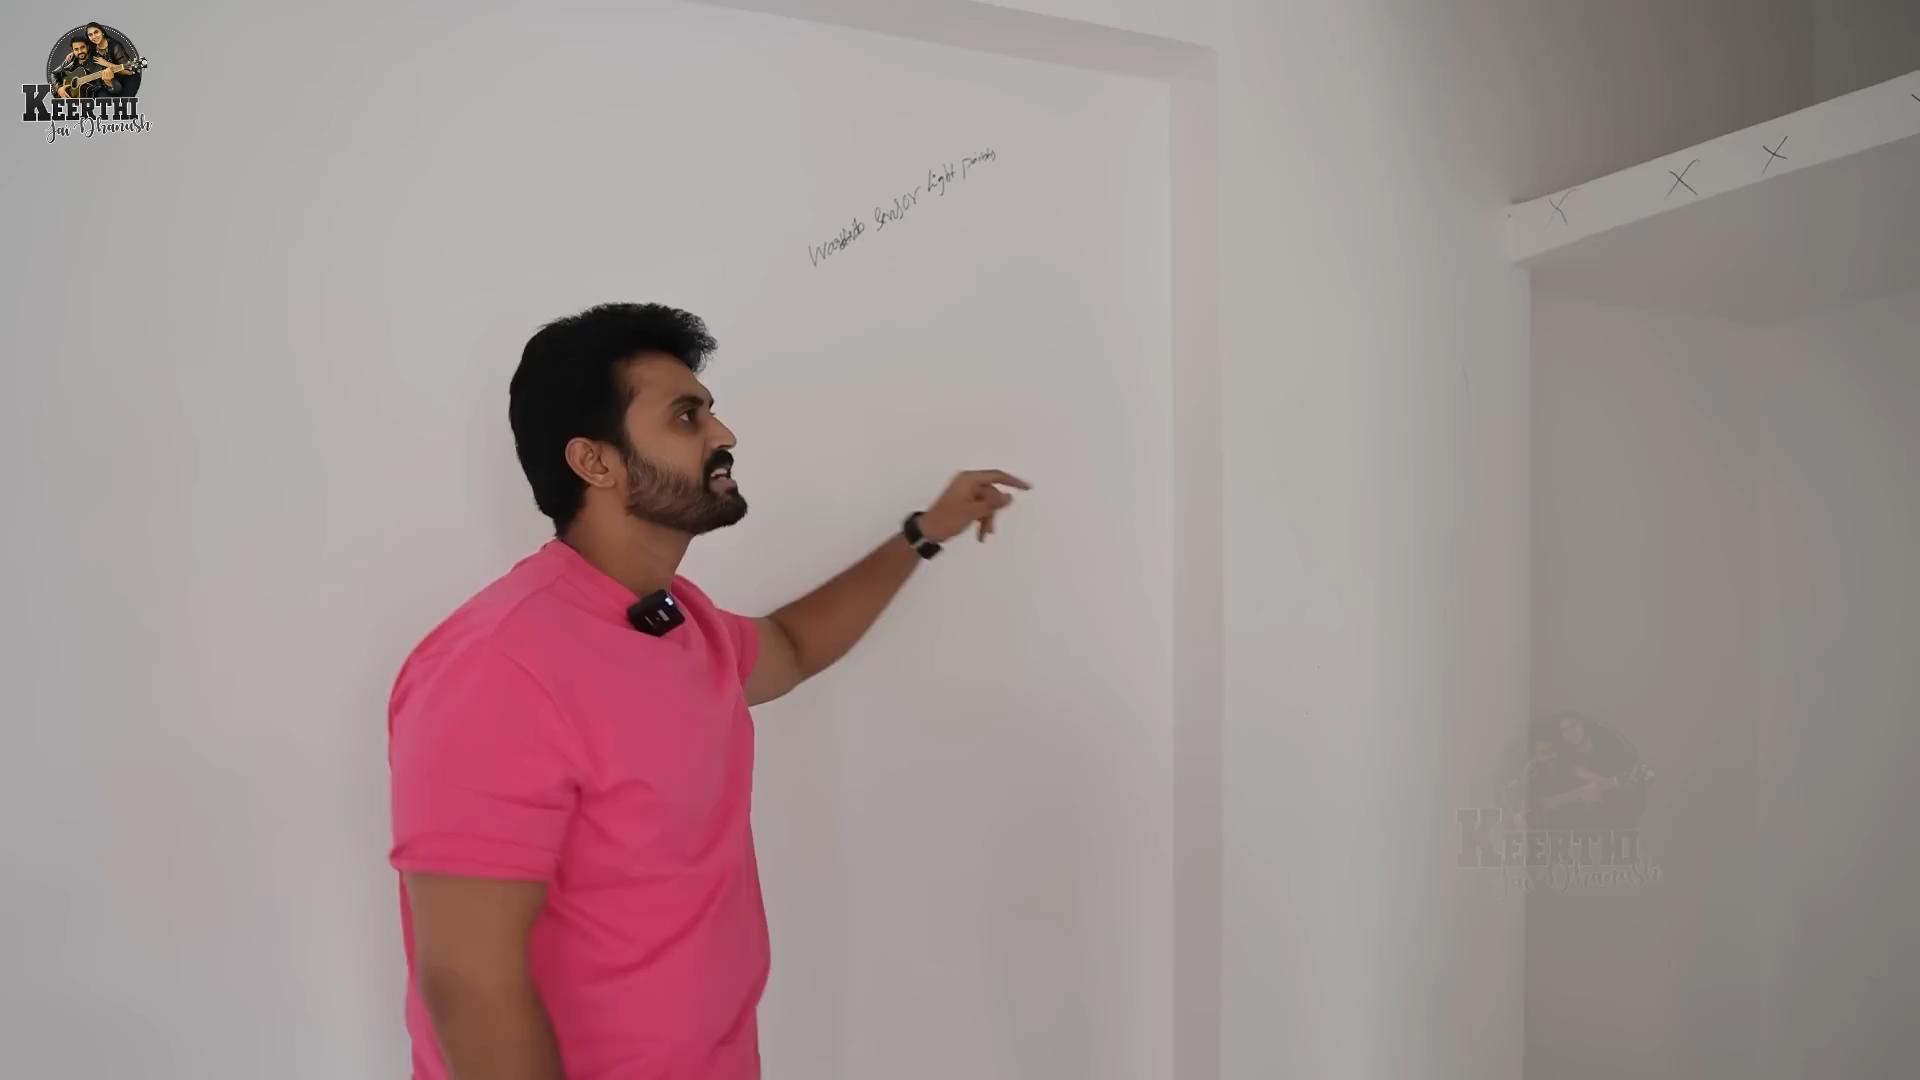 KEERTHI
Jai Dhanush
sensor light points
X X X
KEERTHI
Jai Dhanush